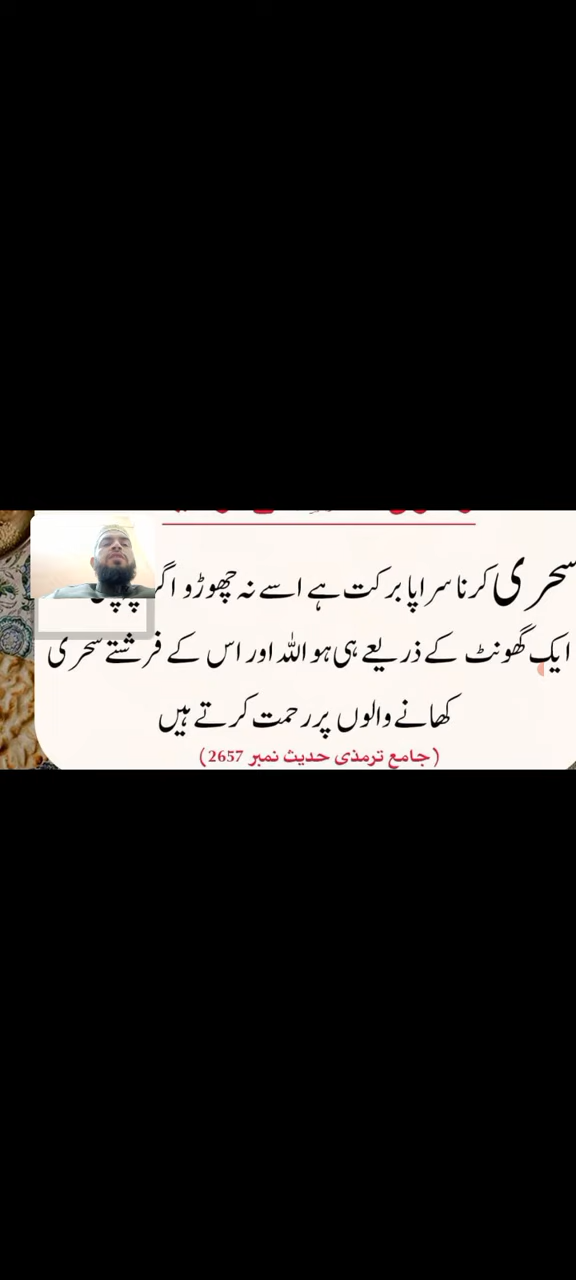 سحری کرنا سراپا برکت ہے اسے نہ چھوڑو اگر
ایک گھونٹ کے ذریعے ہی ہو اللہ اور اس کے فرشتے سحری
کھانے والوں پر رحمت کرتے ہیں
(جامع ترمذی حدیث نمبر 2657)